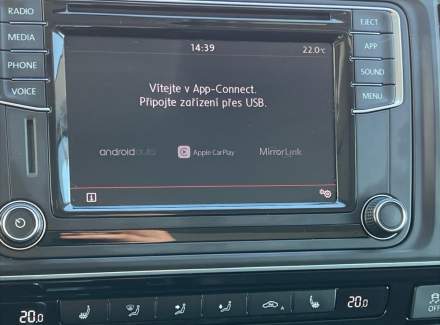 RADIO
MEDIA
PHONE
VOICE
EJECT
APP
SOUND
MENU
14:39
22.0°C
Vítejte v App-Connect.
Připojte zařízení přes USB.
androidauto
Apple CarPlay
MirrorLink
20.0
A
20.0
OFF